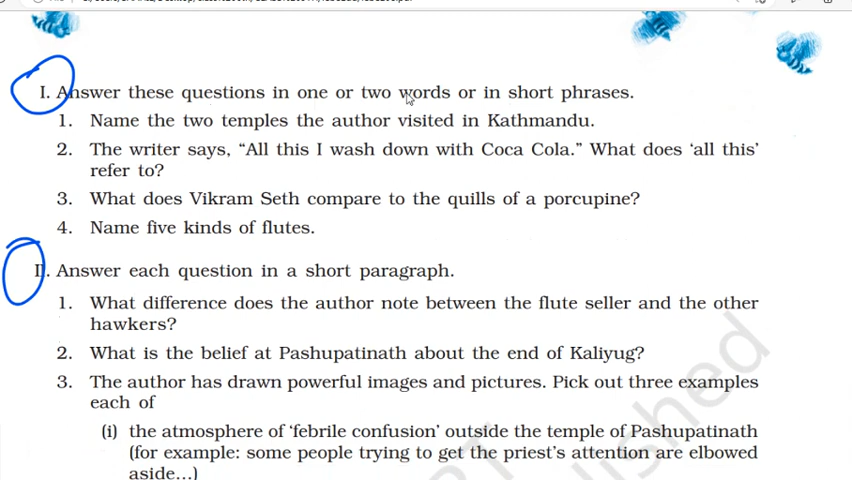 I. Answer these questions in one or two words or in short phrases.
1. Name the two temples the author visited in Kathmandu.
2. The writer says, “All this I wash down with Coca Cola.” What does ‘all this’
refer to?
3. What does Vikram Seth compare to the quills of a porcupine?
4. Name five kinds of flutes.
II. Answer each question in a short paragraph.
1. What difference does the author note between the flute seller and the other
hawkers?
2. What is the belief at Pashupatinath about the end of Kaliyug?
3. The author has drawn powerful images and pictures. Pick out three examples
each of
(i) the atmosphere of ‘febrile confusion’ outside the temple of Pashupatinath
(for example: some people trying to get the priest’s attention are elbowed
aside...)